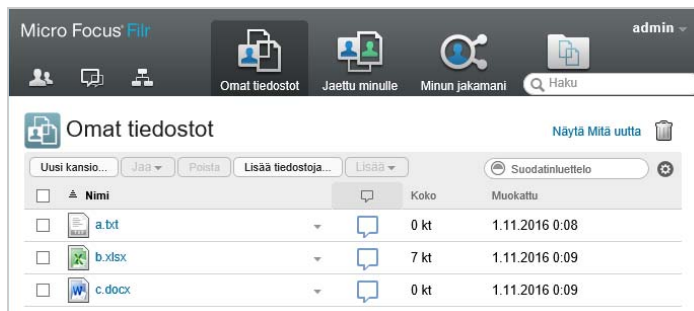 Micro Focus Filr
admin
Omat tiedostot
Jaettu minulle
Minun jakamani
Haku
Omat tiedostot
Näytä Mitä uutta
Uusi kansio... Jaa Poista Lisää tiedostoja... Lisää Suodatinluettelo
Nimi Koko Muokattu
a.txt 0 kt 1.11.2016 0:08
b.xlsx 7 kt 1.11.2016 0:09
c.docx 0 kt 1.11.2016 0:09